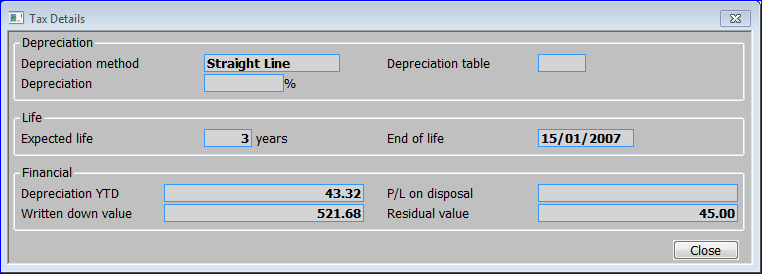 Tax Details
Depreciation
Depreciation method Straight Line Depreciation table
Depreciation %
Life
Expected life 3 years End of life 15/01/2007
Financial
Depreciation YTD 43.32 P/L on disposal
Written down value 521.68 Residual value 45.00
Close